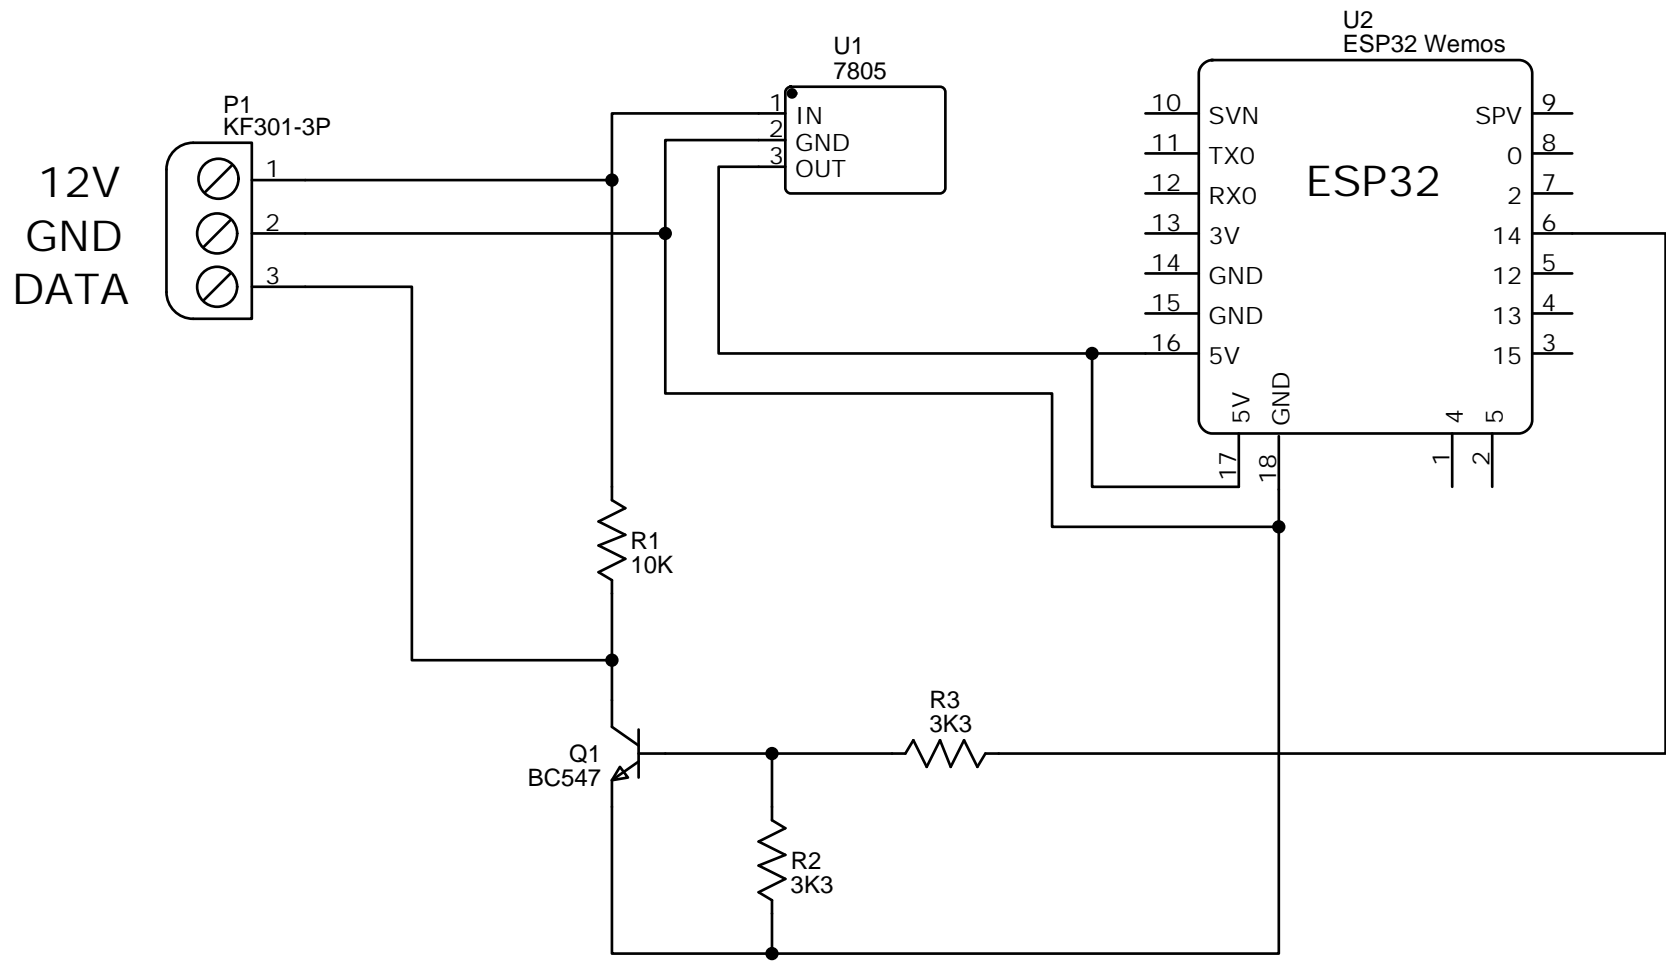 U2
ESP32 Wemos
U1
7805
P1
KF301-3P
1 IN
2 GND
3 OUT
12V 1
GND 2
DATA 3
ESP32
10 SVN
11 TX0
12 RX0
13 3V
14 GND
15 GND
16 5V
SPV 9
0 8
2 7
14 6
12 5
13 4
15 3
5V 17
GND 18
4 1
5 2
R1
10K
R3
3K3
Q1
BC547
R2
3K3